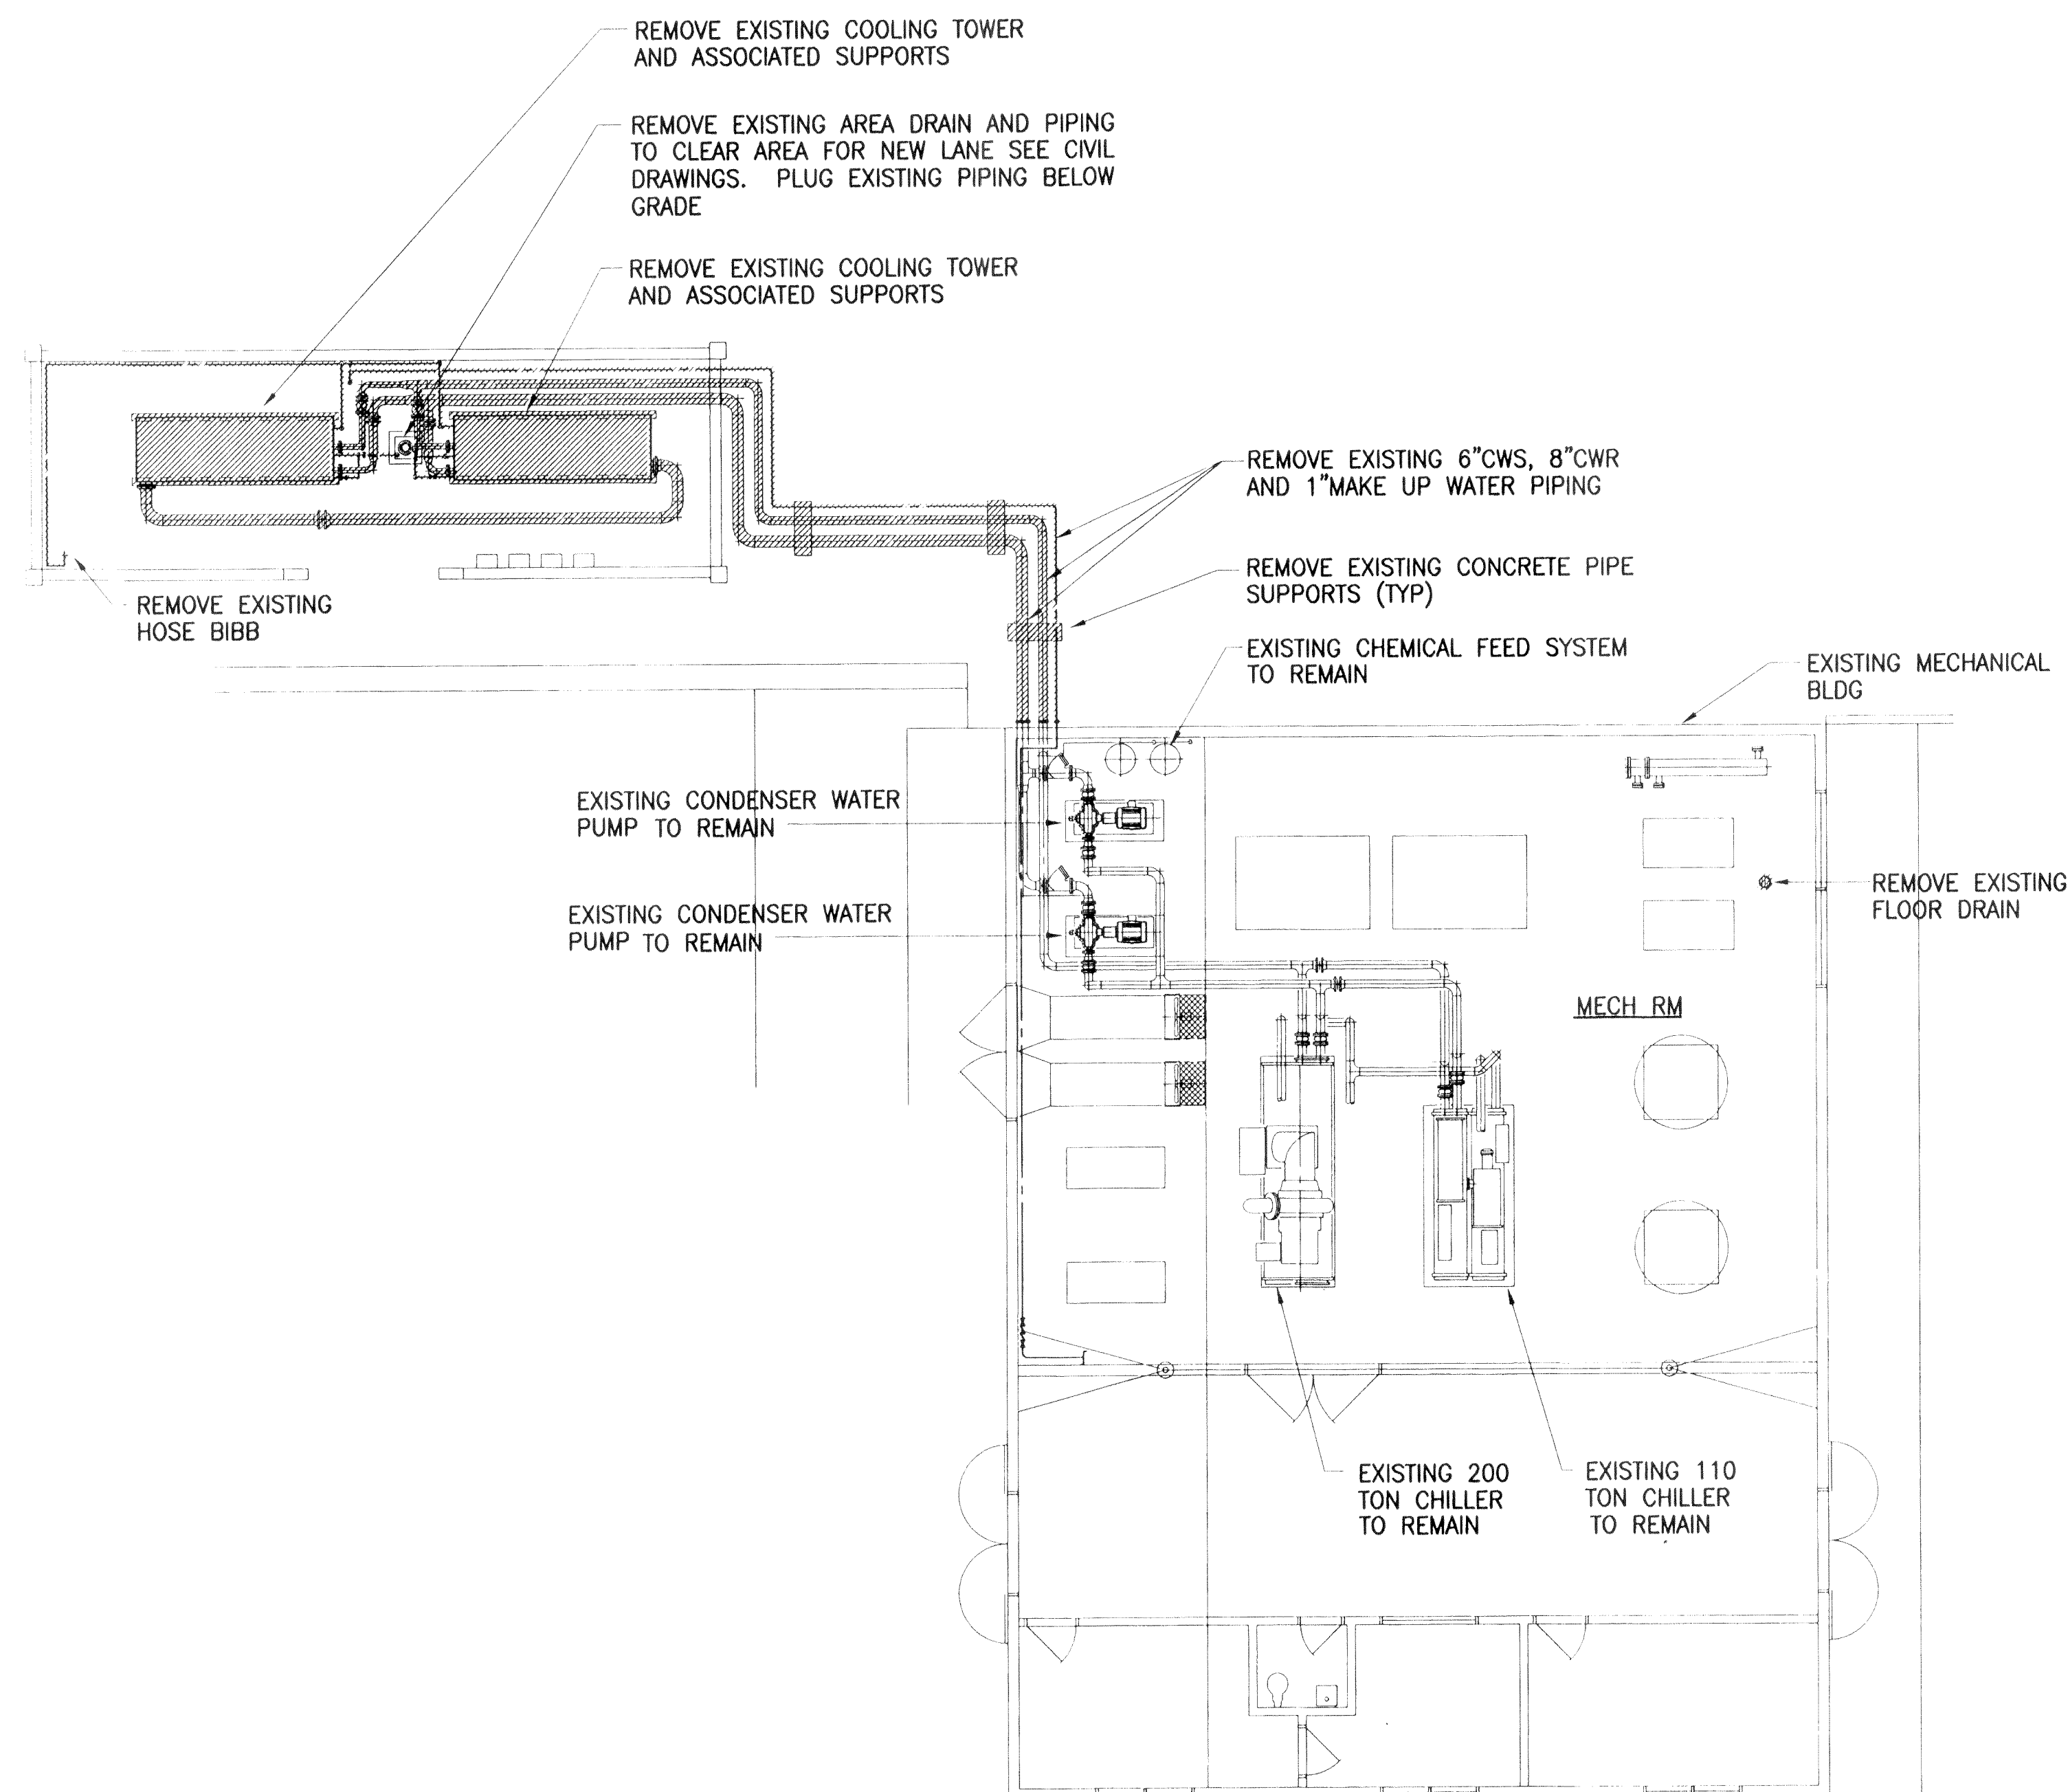 REMOVE EXISTING COOLING TOWER
AND ASSOCIATED SUPPORTS
REMOVE EXISTING AREA DRAIN AND PIPING
TO CLEAR AREA FOR NEW LANE SEE CIVIL
DRAWINGS. PLUG EXISTING PIPING BELOW
GRADE
REMOVE EXISTING COOLING TOWER
AND ASSOCIATED SUPPORTS
REMOVE EXISTING 6"CWS, 8"CWR
AND 1"MAKE UP WATER PIPING
REMOVE EXISTING CONCRETE PIPE
SUPPORTS (TYP)
REMOVE EXISTING
HOSE BIBB
EXISTING CHEMICAL FEED SYSTEM
TO REMAIN
EXISTING MECHANICAL
BLDG
EXISTING CONDENSER WATER
PUMP TO REMAIN
REMOVE EXISTING
FLOOR DRAIN
EXISTING CONDENSER WATER
PUMP TO REMAIN
MECH RM
EXISTING 200
TON CHILLER
TO REMAIN
EXISTING 110
TON CHILLER
TO REMAIN